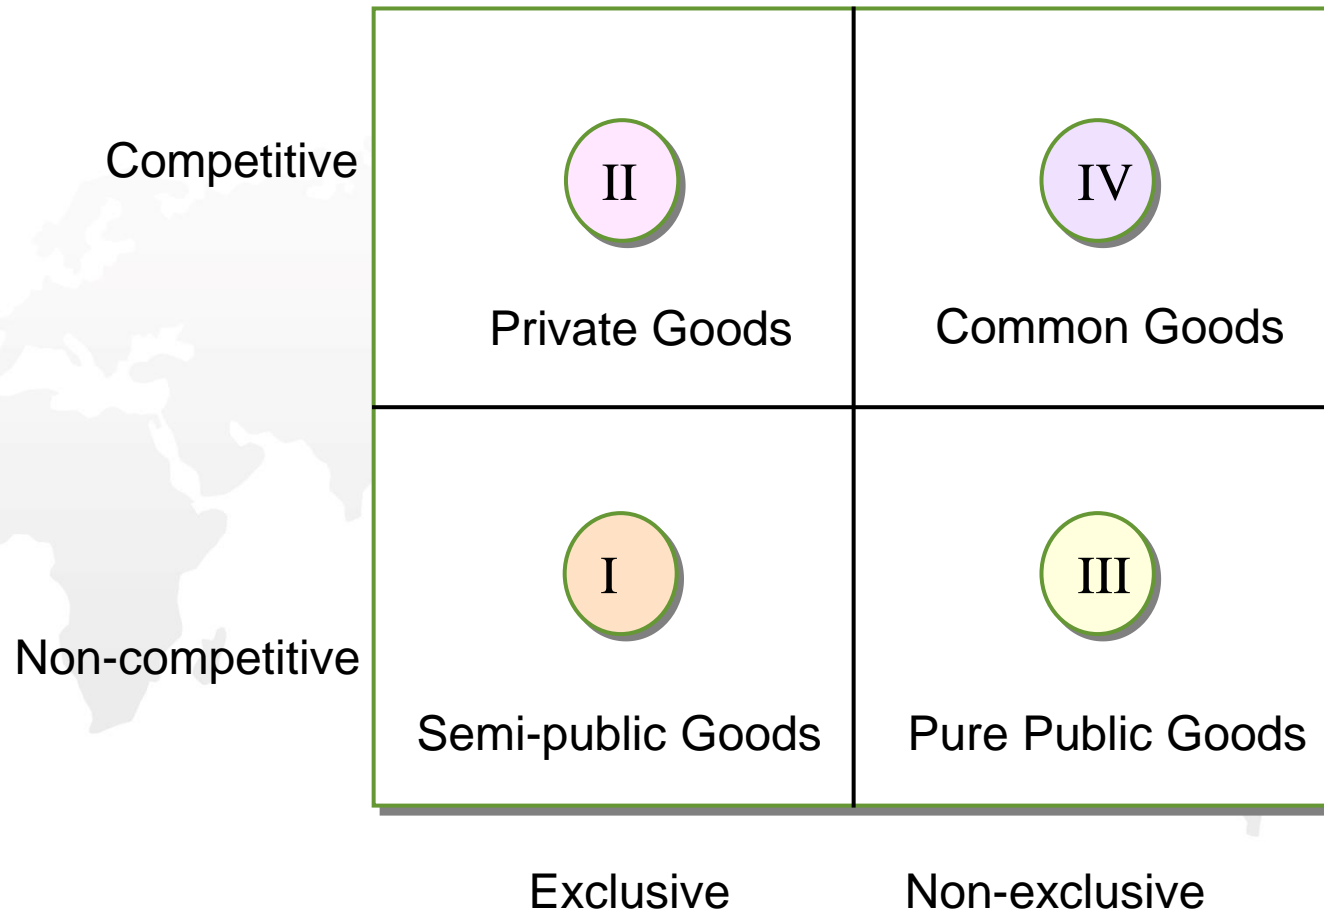 Competitive
II
IV
Private Goods
Common Goods
I
III
Non-competitive
Semi-public Goods
Pure Public Goods
Exclusive
Non-exclusive